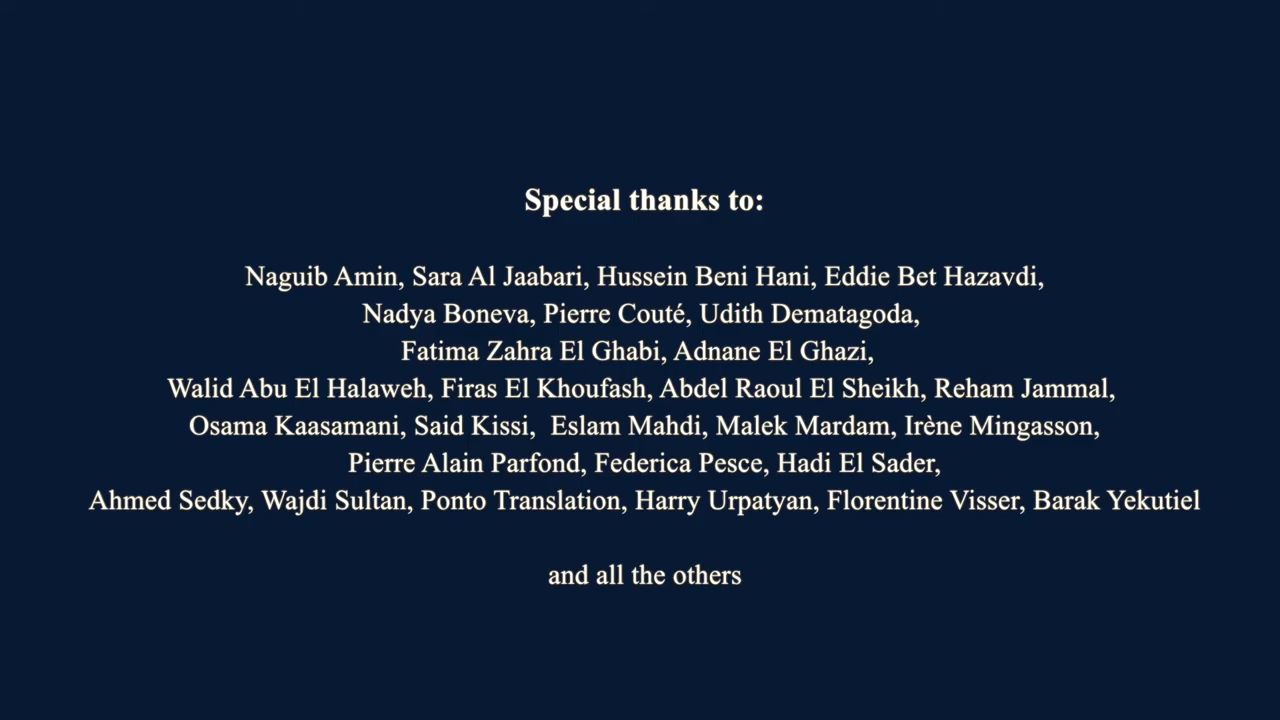 Special thanks to:
Naguib Amin, Sara Al Jaabari, Hussein Beni Hani, Eddie Bet Hazavdi,
Nadya Boneva, Pierre Couté, Udith Dematagoda,
Fatima Zahra El Ghabi, Adnane El Ghazi,
Walid Abu El Halaweh, Firas El Khoufash, Abdel Raoul El Sheikh, Reham Jammal,
Osama Kaasamani, Said Kissi,  Eslam Mahdi, Malek Mardam, Irène Mingasson,
Pierre Alain Parfond, Federica Pesce, Hadi El Sader,
Ahmed Sedky, Wajdi Sultan, Ponto Translation, Harry Urpatyan, Florentine Visser, Barak Yekutiel
and all the others